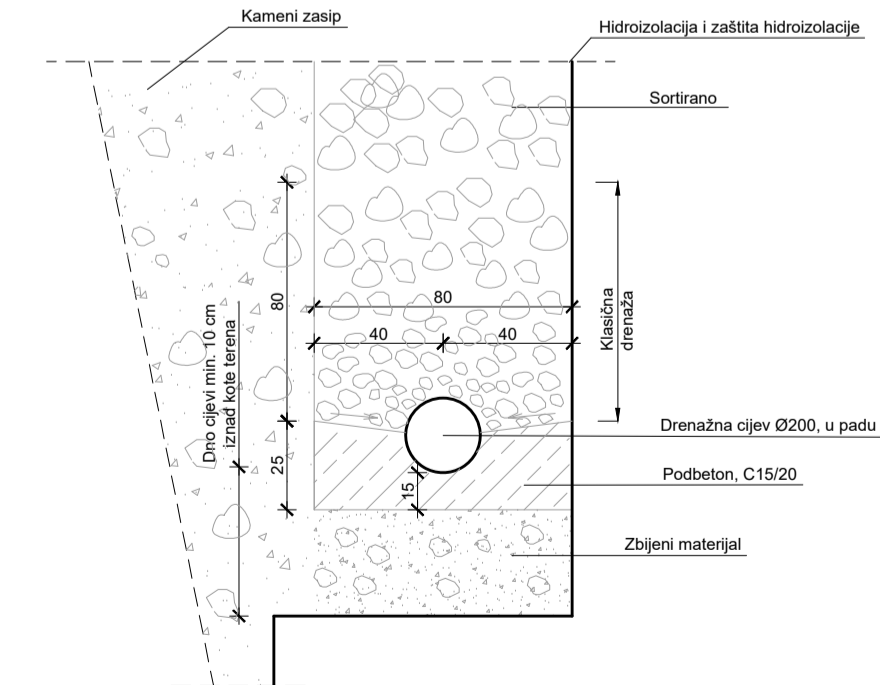 Kameni zasip
Hidroizolacija i zaštita hidroizolacije
Sortirano
80
80
40
40
Klasična
drenaža
Dno cijevi min. 10 cm
iznad kote terena
Drenažna cijev Ø200, u padu
25
15
Podbeton, C15/20
Zbijeni materijal